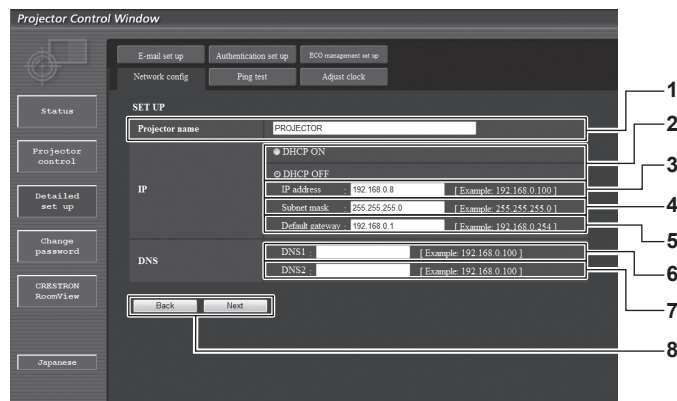 Projector Control Window
E-mail set up
Authentication set up
ECO management set up
Network config
Ping test
Adjust clock
Status
Projector control
Detailed set up
Change password
CRESTRON RoomView
Japanese
SET UP
Projector name
PROJECTOR
IP
DHCP ON
DHCP OFF
IP address : 192.168.0.8 [ Example: 192.168.0.100 ]
Subnet mask : 255.255.255.0 [ Example: 255.255.255.0 ]
Default gateway : 192.168.0.1 [ Example: 192.168.0.254 ]
DNS
DNS1 : [ Example: 192.168.0.100 ]
DNS2 : [ Example: 192.168.0.100 ]
Back
Next
1
2
3
4
5
6
7
8